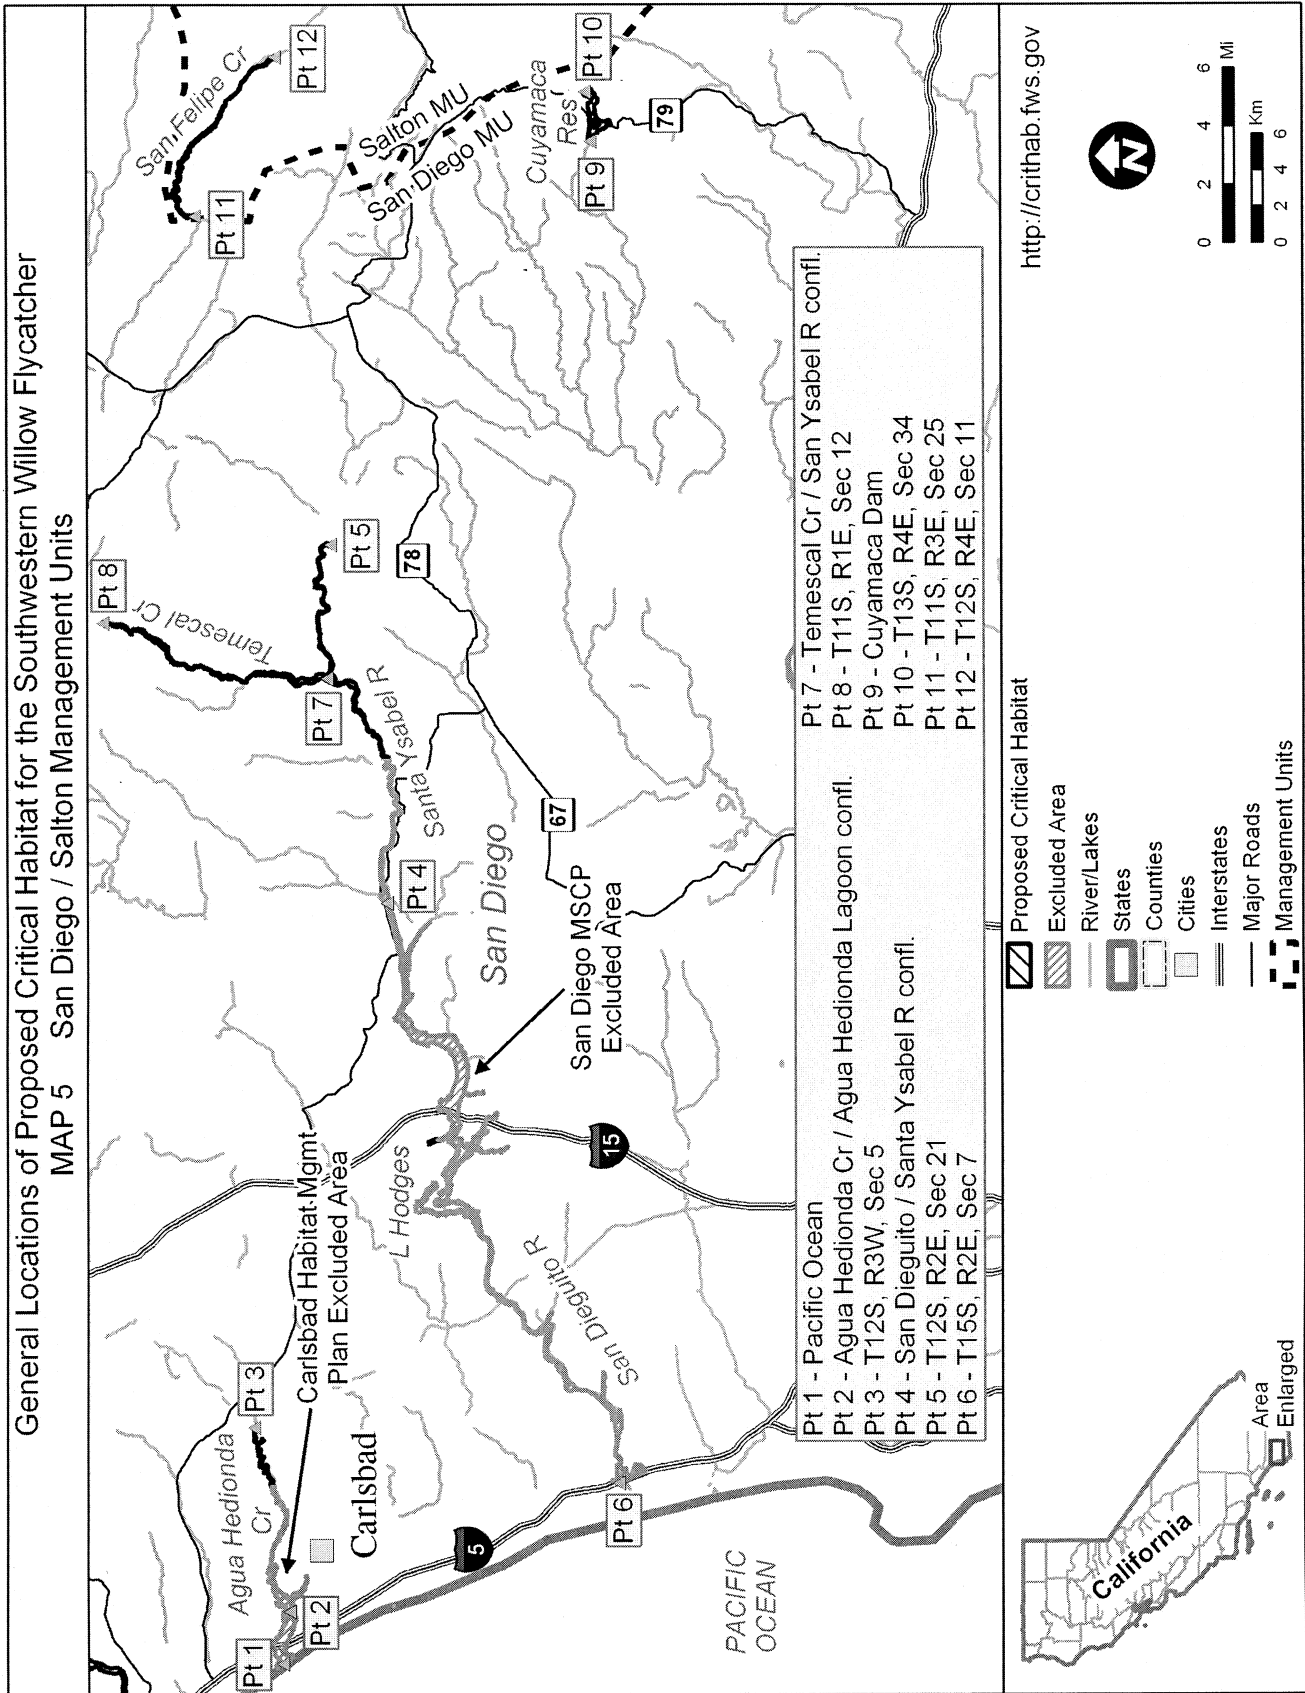 General Locations of Proposed Critical Habitat for the Southwestern Willow Flycatcher
MAP 5 San Diego / Salton Management Units
Pt 1
Pt 2
Agua Hedionda
Cr
Pt 3
Carlsbad
Carlsbad Habitat Mgmt
Plan Excluded Area
5
PACIFIC
OCEAN
Pt 6
San Dieguito R
L Hodges
15
San Diego MSCP
Excluded Area
San Diego
Pt 4
Santa Ysabel R
67
Pt 7
Temescal Cr
Pt 8
Pt 5
78
Pt 11
San Felipe Cr
Pt 12
Salton MU
San Diego MU
Cuyamaca
Res
Pt 9
Pt 10
79
Pt 1 - Pacific Ocean
Pt 2 - Agua Hedionda Cr / Agua Hedionda Lagoon confl.
Pt 3 - T12S, R3W, Sec 5
Pt 4 - San Dieguito / Santa Ysabel R confl.
Pt 5 - T12S, R2E, Sec 21
Pt 6 - T15S, R2E, Sec 7
Pt 7 - Temescal Cr / San Ysabel R confl.
Pt 8 - T11S, R1E, Sec 12
Pt 9 - Cuyamaca Dam
Pt 10 - T13S, R4E, Sec 34
Pt 11 - T11S, R3E, Sec 25
Pt 12 - T12S, R4E, Sec 11
California
Area
Enlarged
Proposed Critical Habitat
Excluded Area
River/Lakes
States
Counties
Cities
Interstates
Major Roads
Management Units
http://crithab.fws.gov
N
0 2 4 6 Mi
0 2 4 6 Km